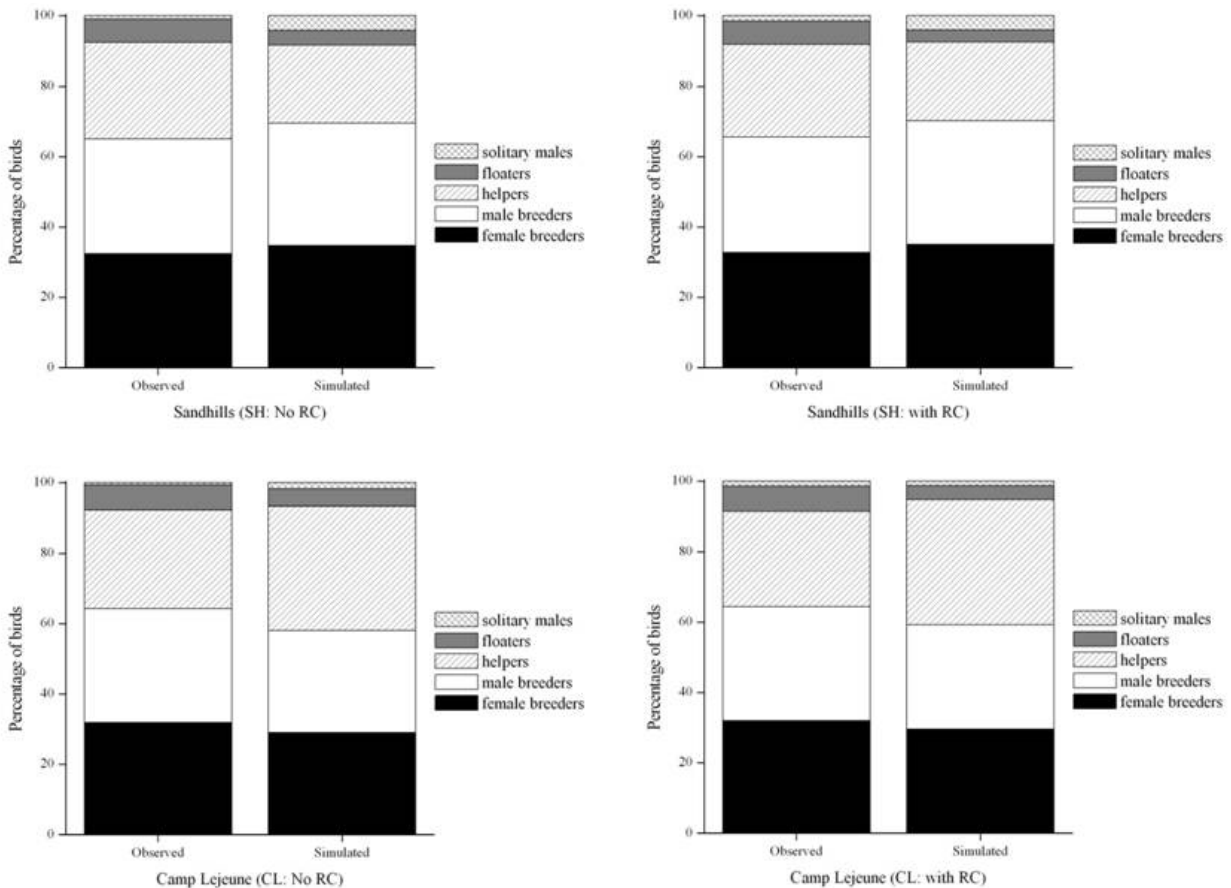 Percentage of birds
100
80
60
40
20
0
Observed Simulated
Sandhills (SH: No RC)
solitary males
floaters
helpers
male breeders
female breeders
Percentage of birds
100
80
60
40
20
0
Observed Simulated
Sandhills (SH: with RC)
solitary males
floaters
helpers
male breeders
female breeders
Percentage of birds
100
80
60
40
20
0
Observed Simulated
Camp Lejeune (CL: No RC)
solitary males
floaters
helpers
male breeders
female breeders
Percentage of birds
100
80
60
40
20
0
Observed Simulated
Camp Lejeune (CL: with RC)
solitary males
floaters
helpers
male breeders
female breeders